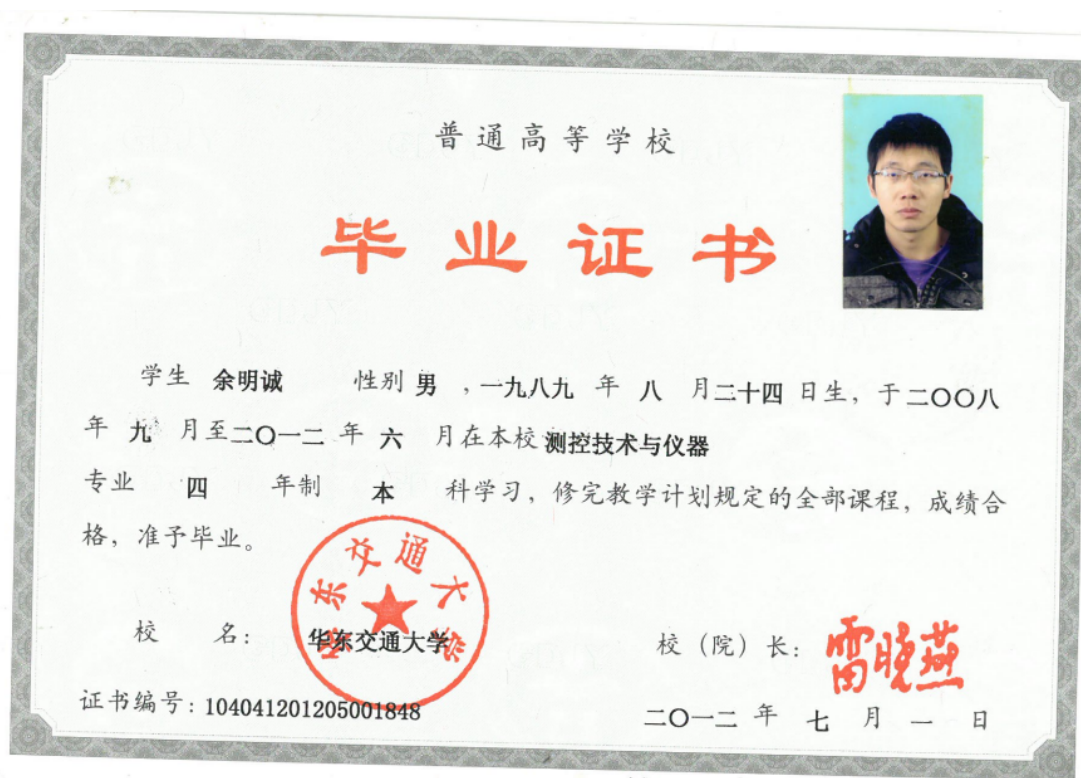 普通高等学校
毕业证书
学生 余明诚 性别 男 ，一九八九 年 八 月二十四 日生，于二〇〇八
年 九 月至二〇一二 年 六 月在本校 测控技术与仪器
专业 四 年制 本 科学习，修完教学计划规定的全部课程，成绩合
格，准予毕业。
华东交通大学
校 名： 华东交通大学
校（院）长： 雷晓燕
证书编号：104041201205001848
二〇一二 年 七 月 一 日